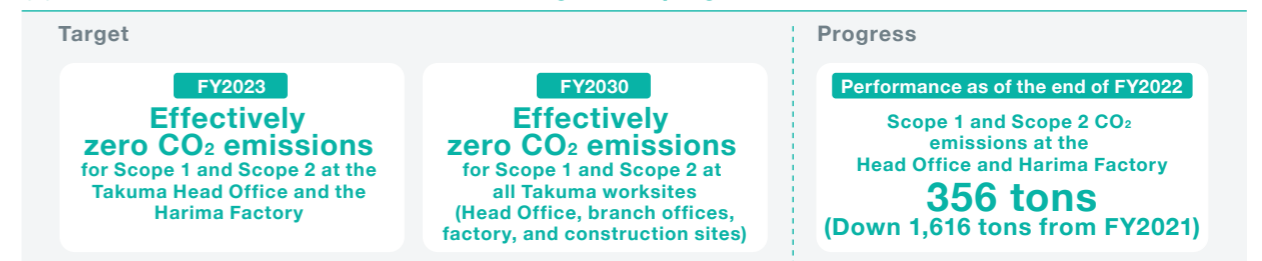 Target
FY2023
Effectively
zero CO2 emissions
for Scope 1 and Scope 2 at the
Takuma Head Office and the
Harima Factory
FY2030
Effectively
zero CO2 emissions
for Scope 1 and Scope 2 at
all Takuma worksites
(Head Office, branch offices,
factory, and construction sites)
Progress
Performance as of the end of FY2022
Scope 1 and Scope 2 CO2
emissions at the
Head Office and Harima Factory
356 tons
(Down 1,616 tons from FY2021)